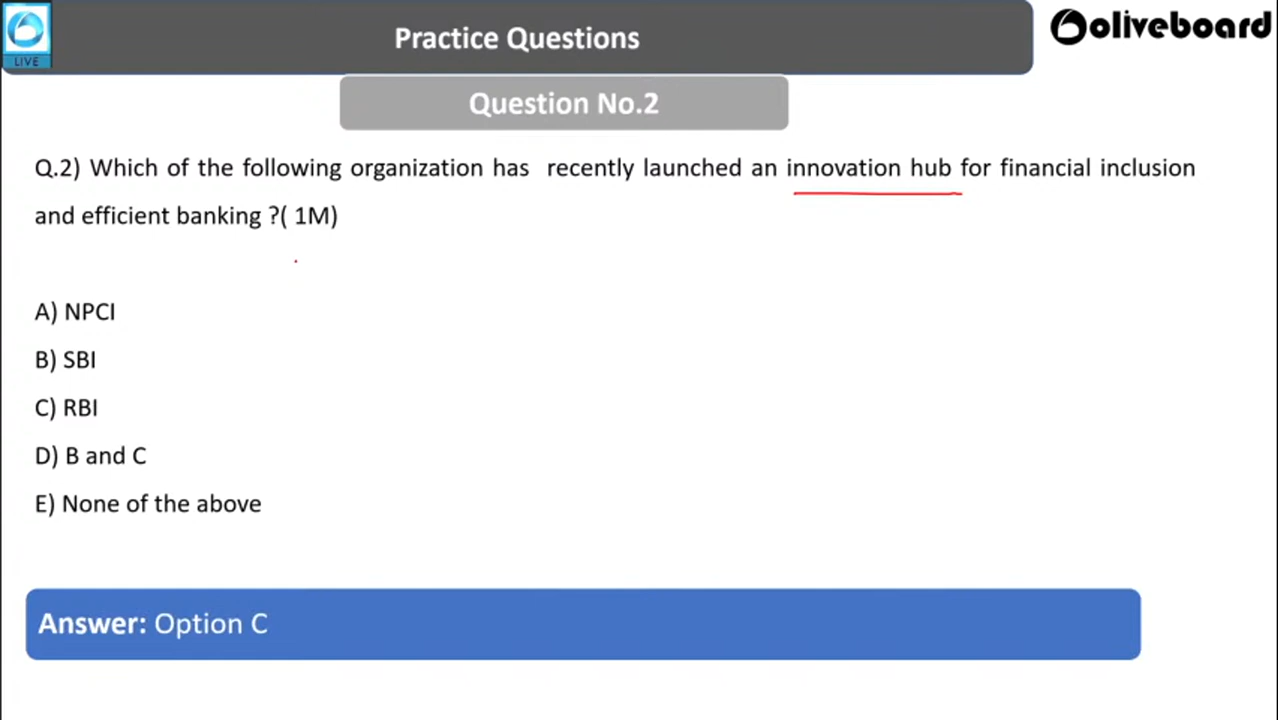 LIVE
Practice Questions
oliveboard
Question No.2
Q.2) Which of the following organization has recently launched an innovation hub for financial inclusion
and efficient banking ?( 1M)
A) NPCI
B) SBI
C) RBI
D) B and C
E) None of the above
Answer: Option C